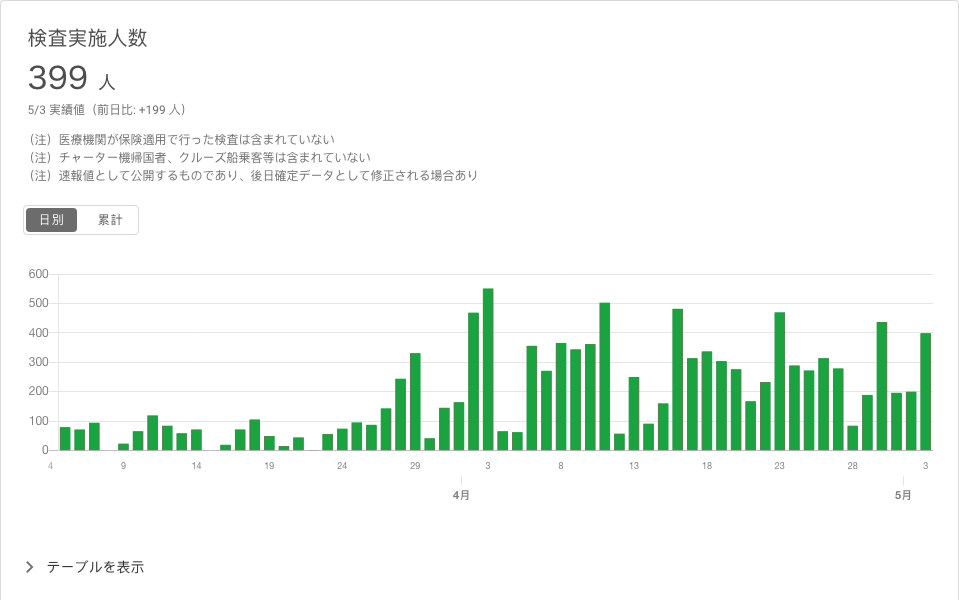 検査実施人数
399 人
5/3 実績値（前日比: +199 人）
（注）医療機関が保険適用で行った検査は含まれていない
（注）チャーター機帰国者、クルーズ船乗客等は含まれていない
（注）速報値として公開するものであり、後日確定データとして修正される場合あり
日別 累計
600
500
400
300
200
100
0
4 9 14 19 24 29 3 8 13 18 23 28 3
4月 5月
テーブルを表示